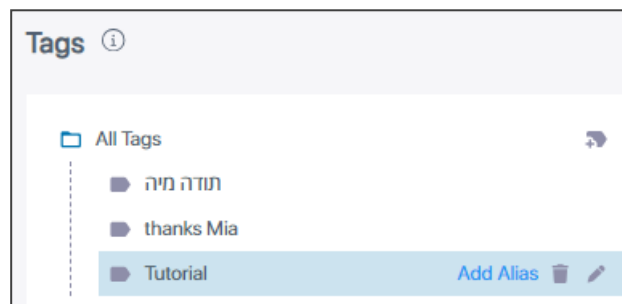 Tags
All Tags
תודה מיה
thanks Mia
Tutorial Add Alias